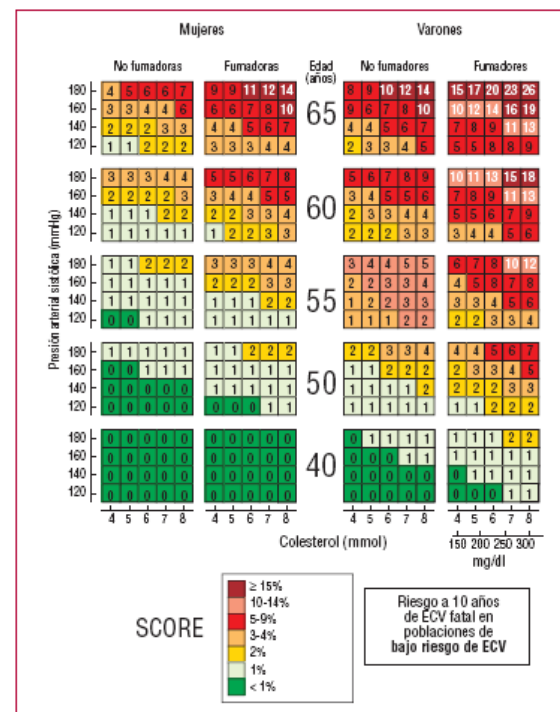 Mujeres Varones
No fumadoras Fumadoras Edad (años) No fumadores Fumadores
Presión arterial sistólica (mmHg)
180 4 5 6 6 7 9 9 11 12 14 8 9 10 12 14 15 17 20 23 26
160 3 3 4 4 6 6 6 7 8 10 9 6 7 8 10 10 12 14 16 19
65
140 2 2 2 3 3 4 4 5 6 7 4 4 5 6 7 7 8 9 11 13
120 1 1 2 2 2 3 3 3 4 4 2 3 3 4 5 5 5 8 8 9
180 3 3 3 4 4 5 5 6 7 8 5 6 7 8 9 10 11 13 15 18
160 2 2 2 2 3 3 4 4 5 5 3 4 5 5 6 7 8 9 11 13
60
140 1 1 1 2 2 2 2 3 3 4 2 3 3 4 4 5 5 6 7 9
120 1 1 1 1 1 1 2 2 3 3 2 2 2 3 3 3 4 4 5 6
180 1 1 2 2 2 3 3 3 4 4 3 4 4 5 5 6 7 8 10 12
160 1 1 1 1 1 2 2 2 3 3 2 2 3 3 4 4 5 8 7 8
55
140 1 1 1 1 1 1 1 1 2 2 1 2 2 3 3 3 3 4 5 6
120 0 0 1 1 1 1 1 1 1 1 1 1 1 2 2 2 2 3 3 4
180 1 1 1 1 1 1 1 2 2 2 2 2 3 3 4 4 4 5 6 7
160 0 0 1 1 1 1 1 1 1 1 1 1 2 2 2 2 3 3 4 5
50
140 0 0 0 0 0 1 1 1 1 1 1 1 1 1 2 2 2 2 3 3
120 0 0 0 0 0 0 0 0 1 1 1 1 1 1 1 1 1 2 2 2
180 0 0 0 0 0 0 0 0 0 0 0 1 1 1 1 1 1 1 2 2
160 0 0 0 0 0 0 0 0 0 0 0 0 0 1 1 1 1 1 1 1
40
140 0 0 0 0 0 0 0 0 0 0 0 0 0 0 0 0 1 1 1 1
120 0 0 0 0 0 0 0 0 0 0 0 0 0 0 0 0 0 0 1 1
4 5 6 7 8 4 5 6 7 8 4 5 6 7 8 4 5 6 7 8
Colesterol (mmol)
150 200 250 300
mg/dl
SCORE
≥ 15%
10-14%
5-9%
3-4%
2%
1%
< 1%
Riesgo a 10 años
de ECV fatal en
poblaciones de
bajo riesgo de ECV